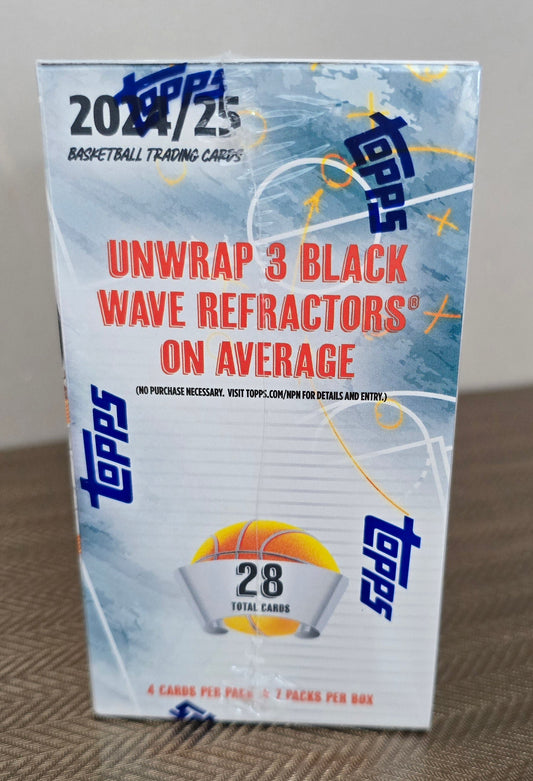 topps
2024/25
BASKETBALL TRADING CARDS
topps
UNWRAP 3 BLACK
WAVE REFRACTORS®
ON AVERAGE
(NO PURCHASE NECESSARY. VISIT TOPPS.COM/NPN FOR DETAILS AND ENTRY.)
topps
topps
28
TOTAL CARDS
4 CARDS PER PACK 7 PACKS PER BOX